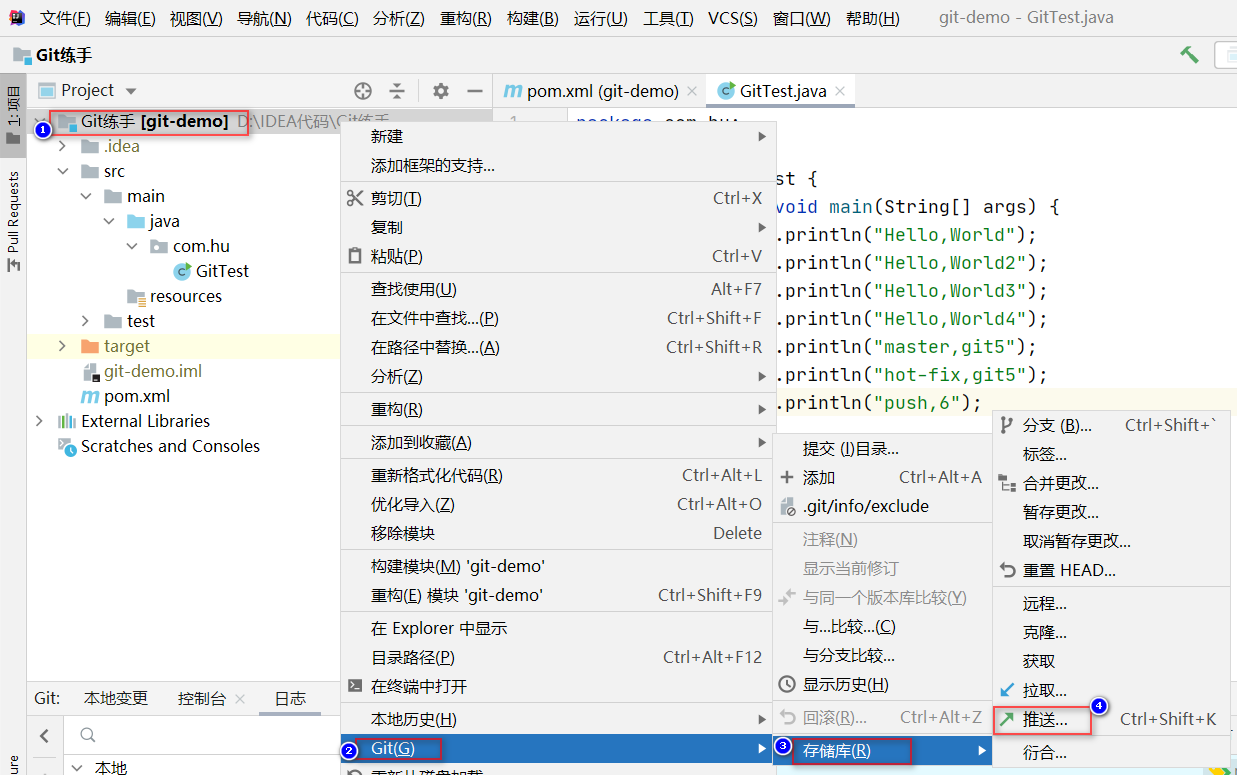 文件(F) 编辑(E) 视图(V) 导航(N) 代码(C) 分析(Z) 重构(R) 构建(B) 运行(U) 工具(T) VCS(S) 窗口(W) 帮助(H) git-demo - GitTest.java
Git练手
1: 项目
Pull Requests
Project
pom.xml (git-demo)
GitTest.java
1
Git练手 [git-demo] D:\IDEA代码\Git练手
.idea
src
main
java
com.hu
GitTest
resources
test
target
git-demo.iml
pom.xml
External Libraries
Scratches and Consoles
package com.hu;
st {
void main(String[] args) {
.println("Hello,World");
.println("Hello,World2");
.println("Hello,World3");
.println("Hello,World4");
.println("master,git5");
.println("hot-fix,git5");
.println("push,6");
新建
添加框架的支持...
剪切(T) Ctrl+X
复制
粘贴(P) Ctrl+V
查找使用(U) Alt+F7
在文件中查找...(P) Ctrl+Shift+F
在路径中替换...(A) Ctrl+Shift+R
分析(Z)
重构(R)
添加到收藏(A)
重新格式化代码(R) Ctrl+Alt+L
优化导入(Z) Ctrl+Alt+O
移除模块 Delete
构建模块(M) 'git-demo'
重构(E) 模块 'git-demo' Ctrl+Shift+F9
在 Explorer 中显示
目录路径(P) Ctrl+Alt+F12
在终端中打开
本地历史(H)
Git(G)
重新从磁盘加载
提交 (I)目录...
添加 Ctrl+Alt+A
.git/info/exclude
注释(N)
显示当前修订
与同一个版本库比较(Y)
与...比较...(C)
与分支比较...
显示历史(H)
回滚(R)... Ctrl+Alt+Z
存储库(R)
分支 (B)... Ctrl+Shift+`
标签...
合并更改...
暂存更改...
取消暂存更改...
重置 HEAD...
远程...
克隆...
获取
拉取...
推送... Ctrl+Shift+K
衍合...
Git: 本地变更 控制台 日志
本地
1
2
3
4